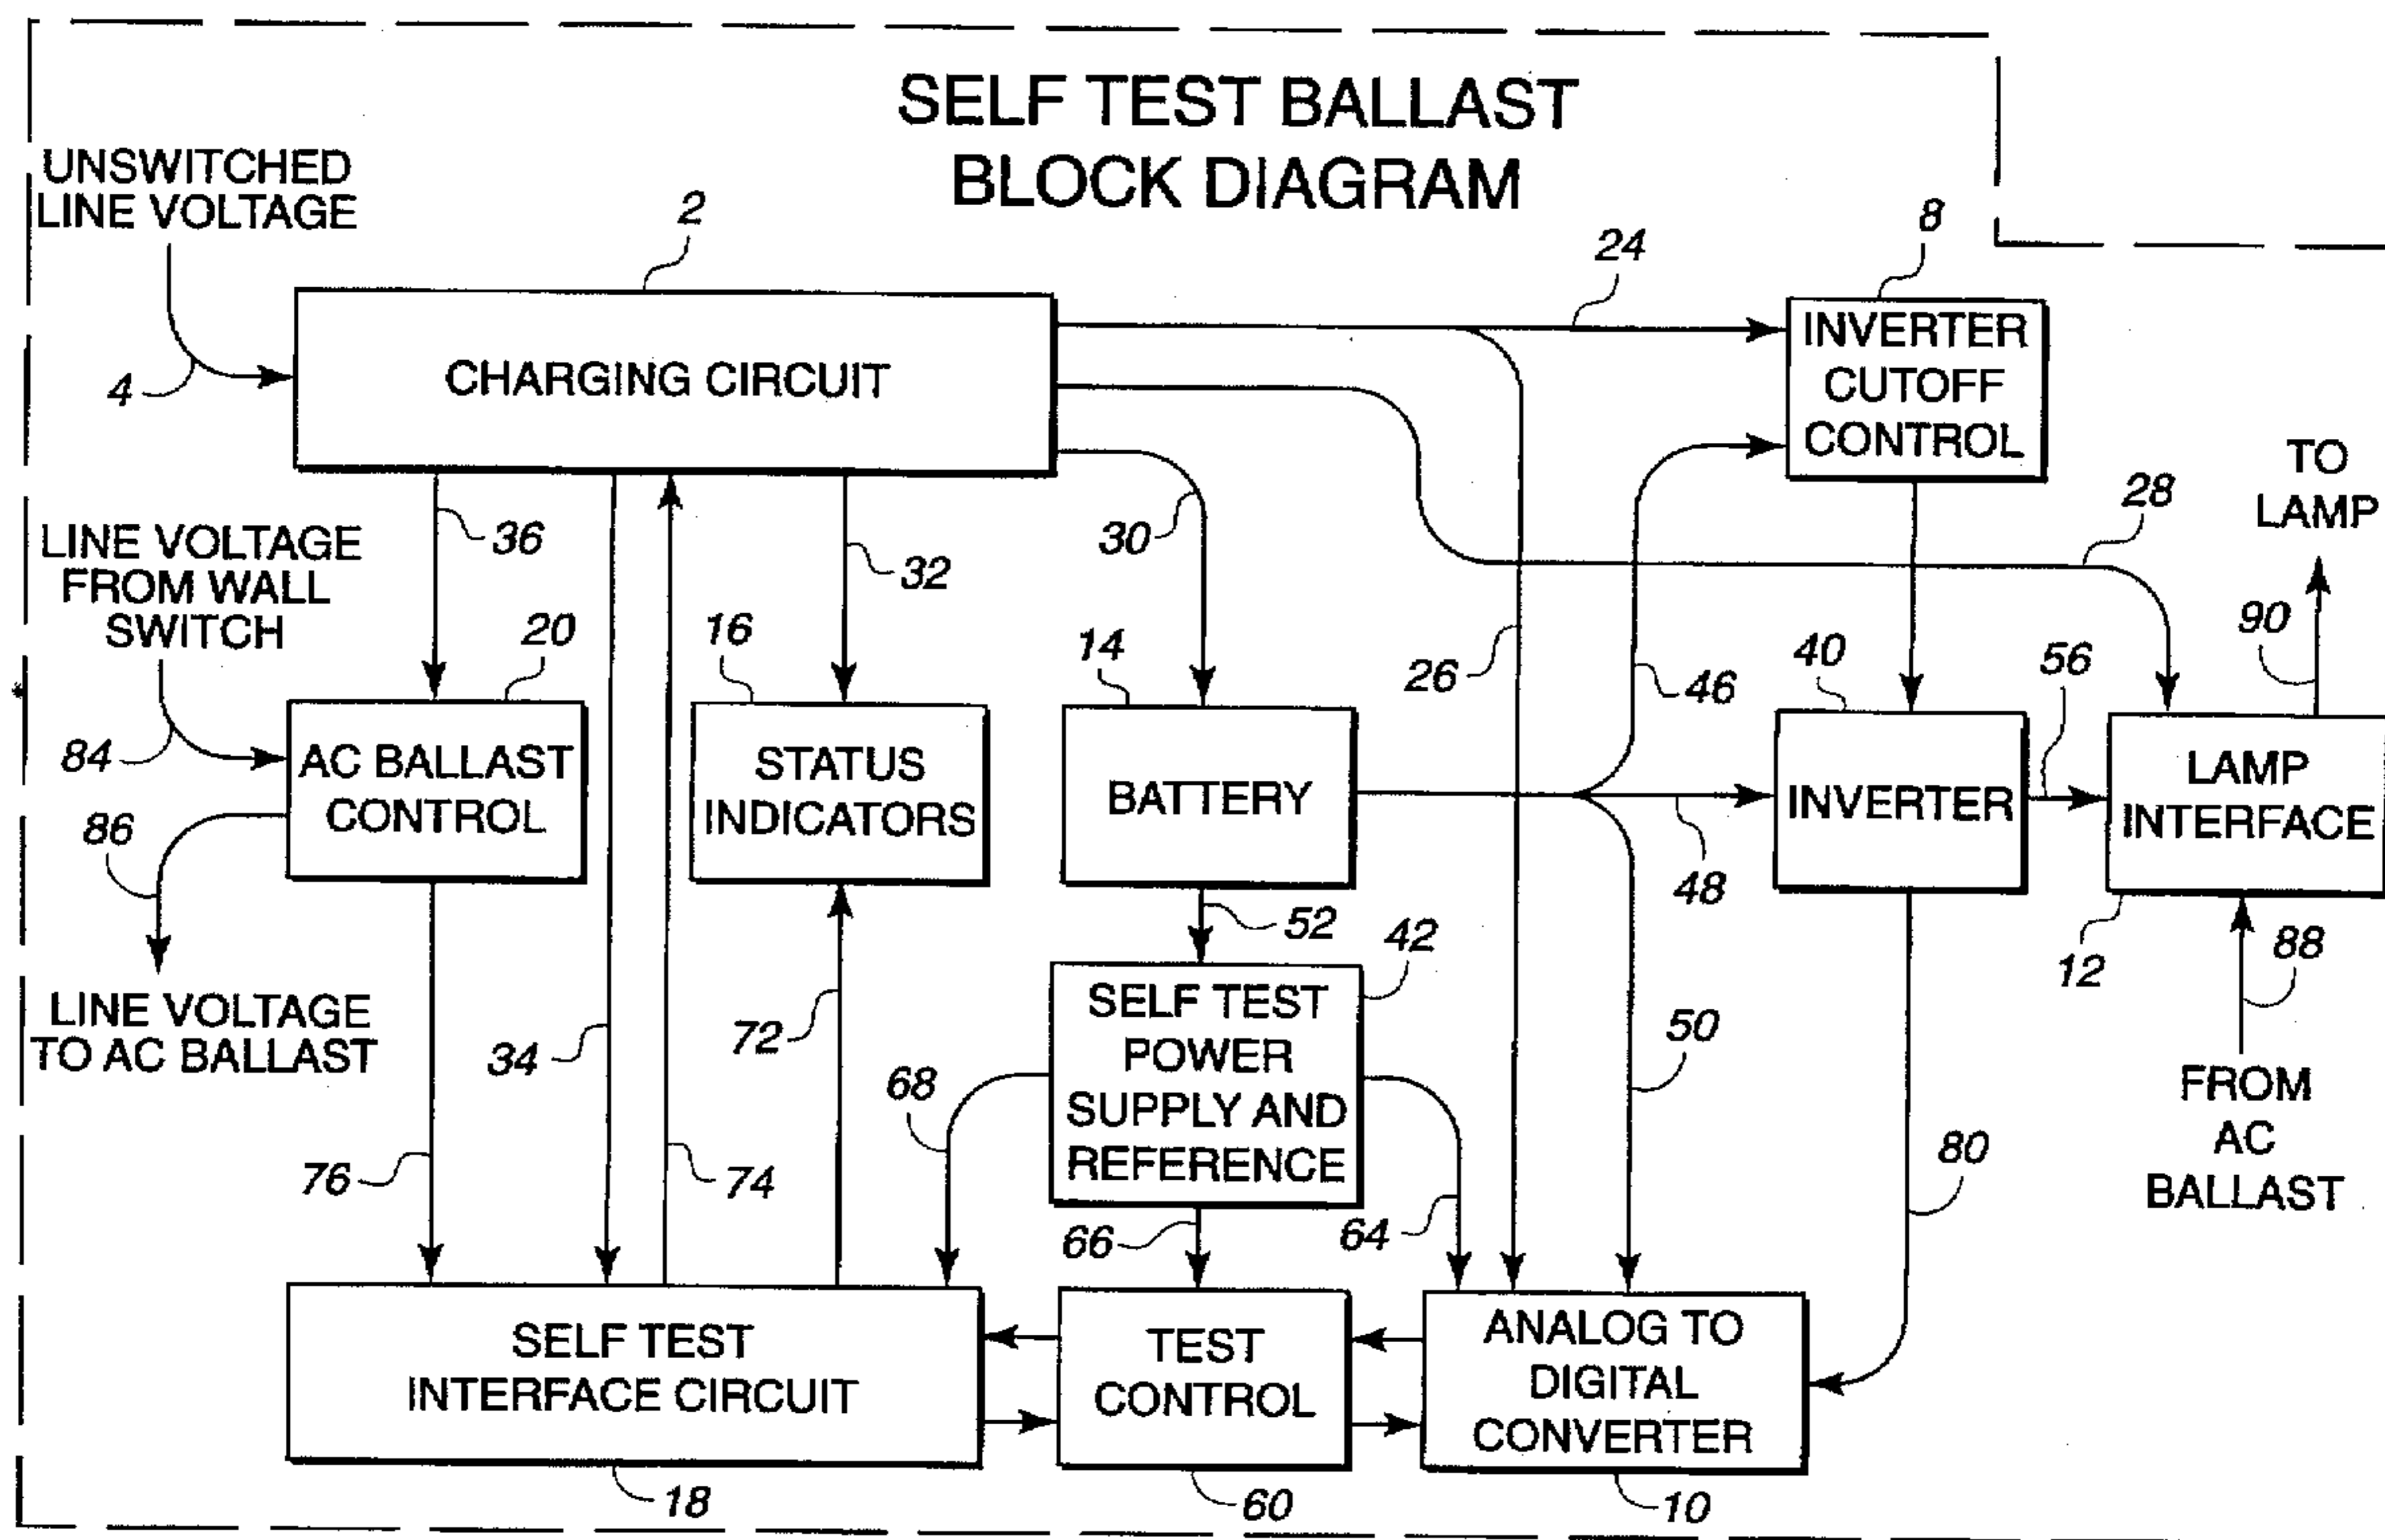 SELF TEST BALLAST
BLOCK DIAGRAM
UNSWITCHED
LINE VOLTAGE
4
2
CHARGING CIRCUIT
24
8
INVERTER
CUTOFF
CONTROL
TO
LAMP
28
36
32
30
26
46
90
LINE VOLTAGE
FROM WALL
SWITCH
84
86
20
AC BALLAST
CONTROL
16
STATUS
INDICATORS
14
BATTERY
40
INVERTER
48
56
LAMP
INTERFACE
12
88
FROM
AC
BALLAST
LINE VOLTAGE
TO AC BALLAST
52
42
SELF TEST
POWER
SUPPLY AND
REFERENCE
76
34
74
72
68
66
64
50
80
SELF TEST
INTERFACE CIRCUIT
18
TEST
CONTROL
60
ANALOG TO
DIGITAL
CONVERTER
10